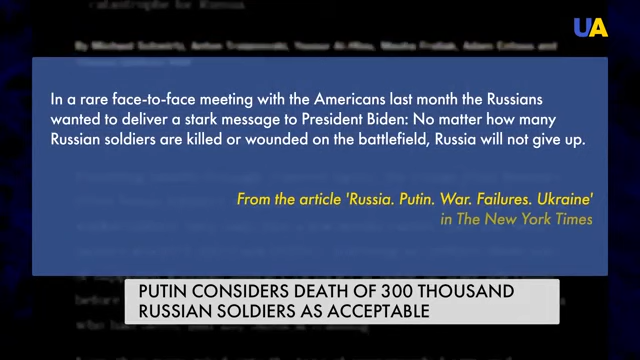 catastrophe for Russia.
UA
In a rare face-to-face meeting with the Americans last month the Russians
wanted to deliver a stark message to President Biden: No matter how many
Russian soldiers are killed or wounded on the battlefield, Russia will not give up.
From the article 'Russia. Putin. War. Failures. Ukraine'
in The New York Times
PUTIN CONSIDERS DEATH OF 300 THOUSAND
RUSSIAN SOLDIERS AS ACCEPTABLE